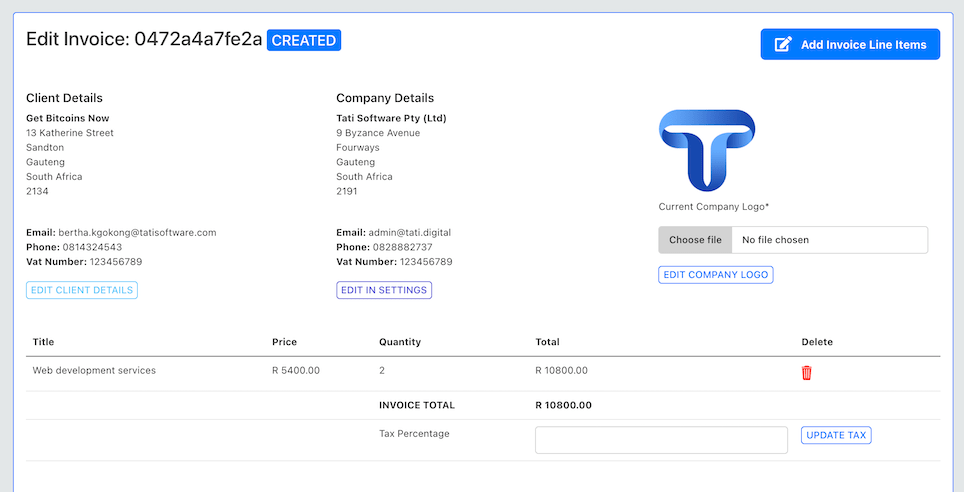 Edit Invoice: 0472a4a7fe2a CREATED
Add Invoice Line Items
Client Details
Get Bitcoins Now
13 Katherine Street
Sandton
Gauteng
South Africa
2134
Email: bertha.kgokong@tatisoftware.com
Phone: 0814324543
Vat Number: 123456789
EDIT CLIENT DETAILS
Company Details
Tati Software Pty (Ltd)
9 Byzance Avenue
Fourways
Gauteng
South Africa
2191
Email: admin@tati.digital
Phone: 0828882737
Vat Number: 123456789
EDIT IN SETTINGS
Current Company Logo*
Choose file No file chosen
EDIT COMPANY LOGO
Title Price Quantity Total Delete
Web development services R 5400.00 2 R 10800.00
INVOICE TOTAL R 10800.00
Tax Percentage UPDATE TAX